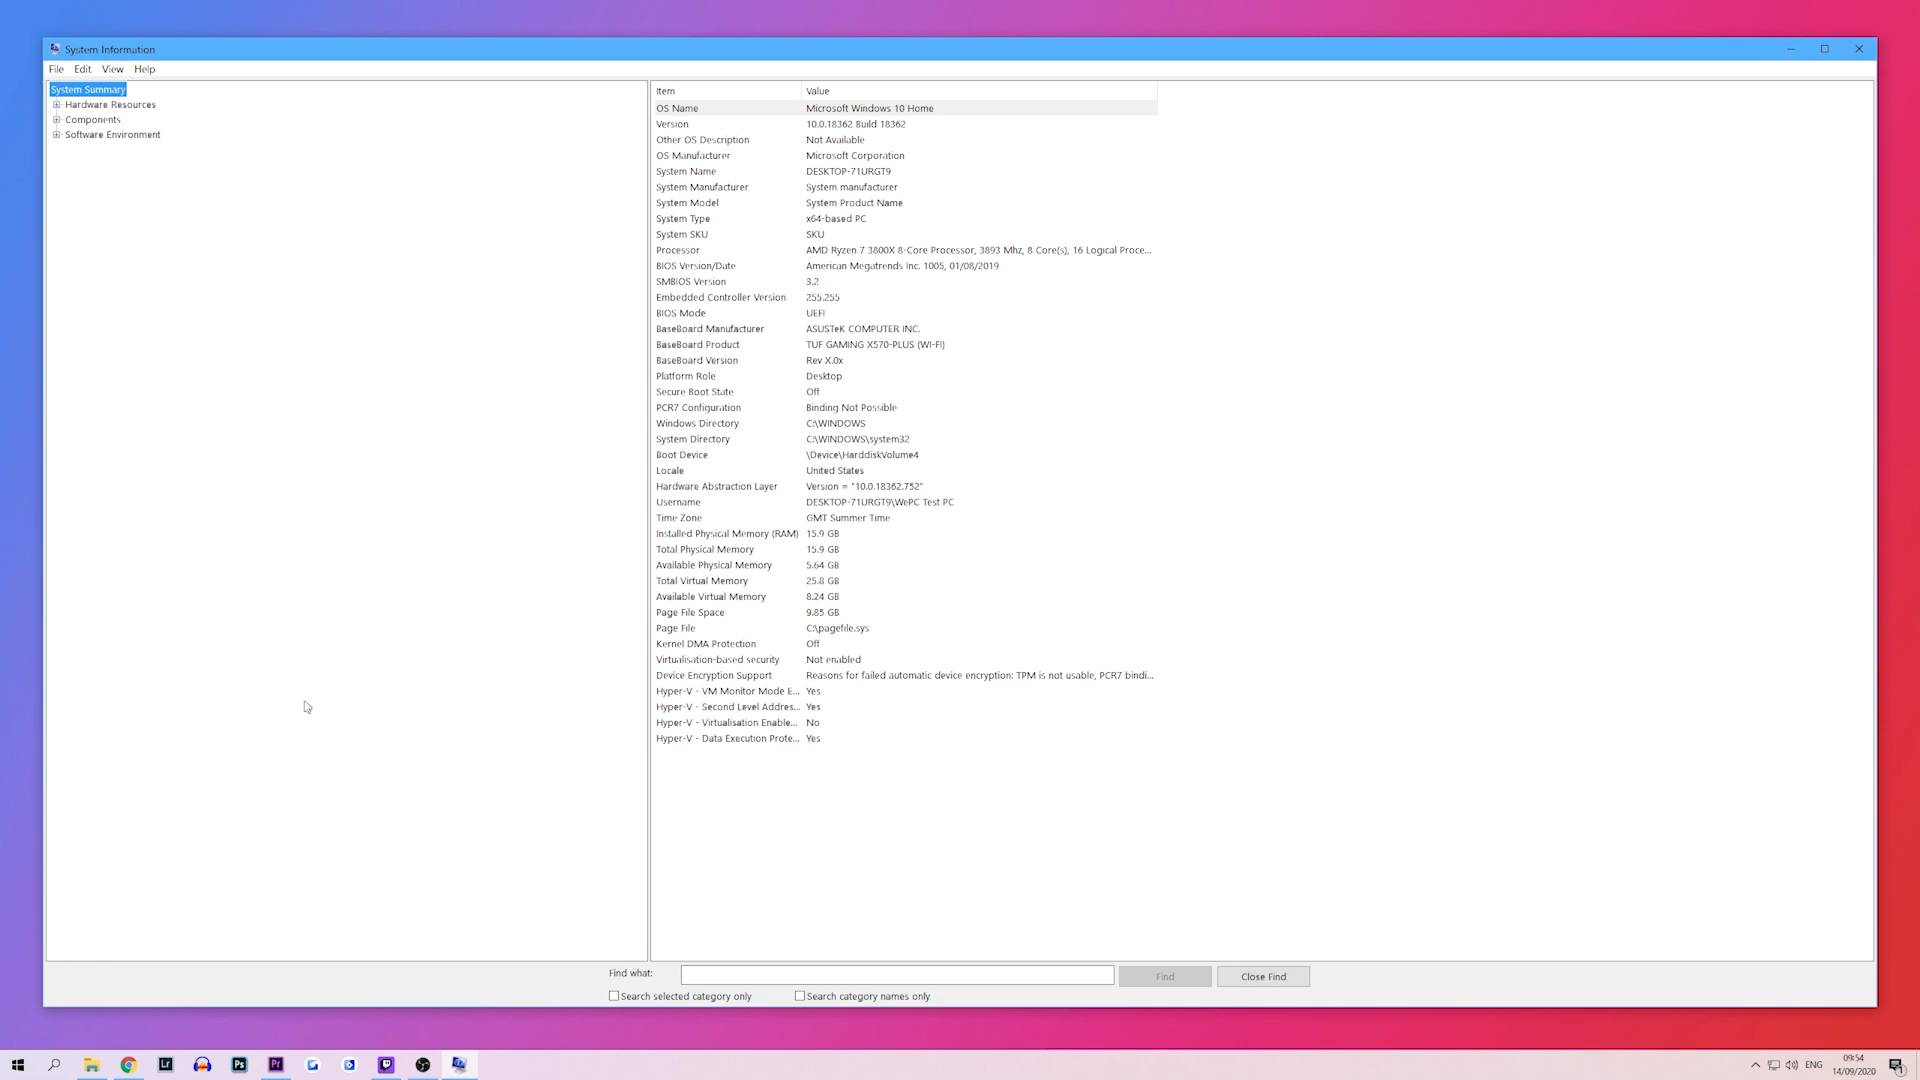 System Information
File Edit View Help
System Summary
Hardware Resources
Components
Software Environment
Item Value
OS Name Microsoft Windows 10 Home
Version 10.0.18362 Build 18362
Other OS Description Not Available
OS Manufacturer Microsoft Corporation
System Name DESKTOP-71URGT9
System Manufacturer System manufacturer
System Model System Product Name
System Type x64-based PC
System SKU SKU
Processor AMD Ryzen 7 3800X 8-Core Processor, 3893 Mhz, 8 Core(s), 16 Logical Proce...
BIOS Version/Date American Megatrends Inc. 1005, 01/08/2019
SMBIOS Version 3.2
Embedded Controller Version 255.255
BIOS Mode UEFI
BaseBoard Manufacturer ASUSTeK COMPUTER INC.
BaseBoard Product TUF GAMING X570-PLUS (WI-FI)
BaseBoard Version Rev X.0x
Platform Role Desktop
Secure Boot State Off
PCR7 Configuration Binding Not Possible
Windows Directory C:\WINDOWS
System Directory C:\WINDOWS\system32
Boot Device \Device\HarddiskVolume4
Locale United States
Hardware Abstraction Layer Version = "10.0.18362.752"
Username DESKTOP-71URGT9\WePC Test PC
Time Zone GMT Summer Time
Installed Physical Memory (RAM) 15.9 GB
Total Physical Memory 15.9 GB
Available Physical Memory 5.64 GB
Total Virtual Memory 25.8 GB
Available Virtual Memory 8.24 GB
Page File Space 9.85 GB
Page File C:\pagefile.sys
Kernel DMA Protection Off
Virtualisation-based security Not enabled
Device Encryption Support Reasons for failed automatic device encryption: TPM is not usable, PCR7 bindi...
Hyper-V - VM Monitor Mode E... Yes
Hyper-V - Second Level Addres... Yes
Hyper-V - Virtualisation Enable... No
Hyper-V - Data Execution Prote... Yes
Find what: Find Close Find
Search selected category only Search category names only
Lr Ps Pr ENG
09:54
14/09/2020
1